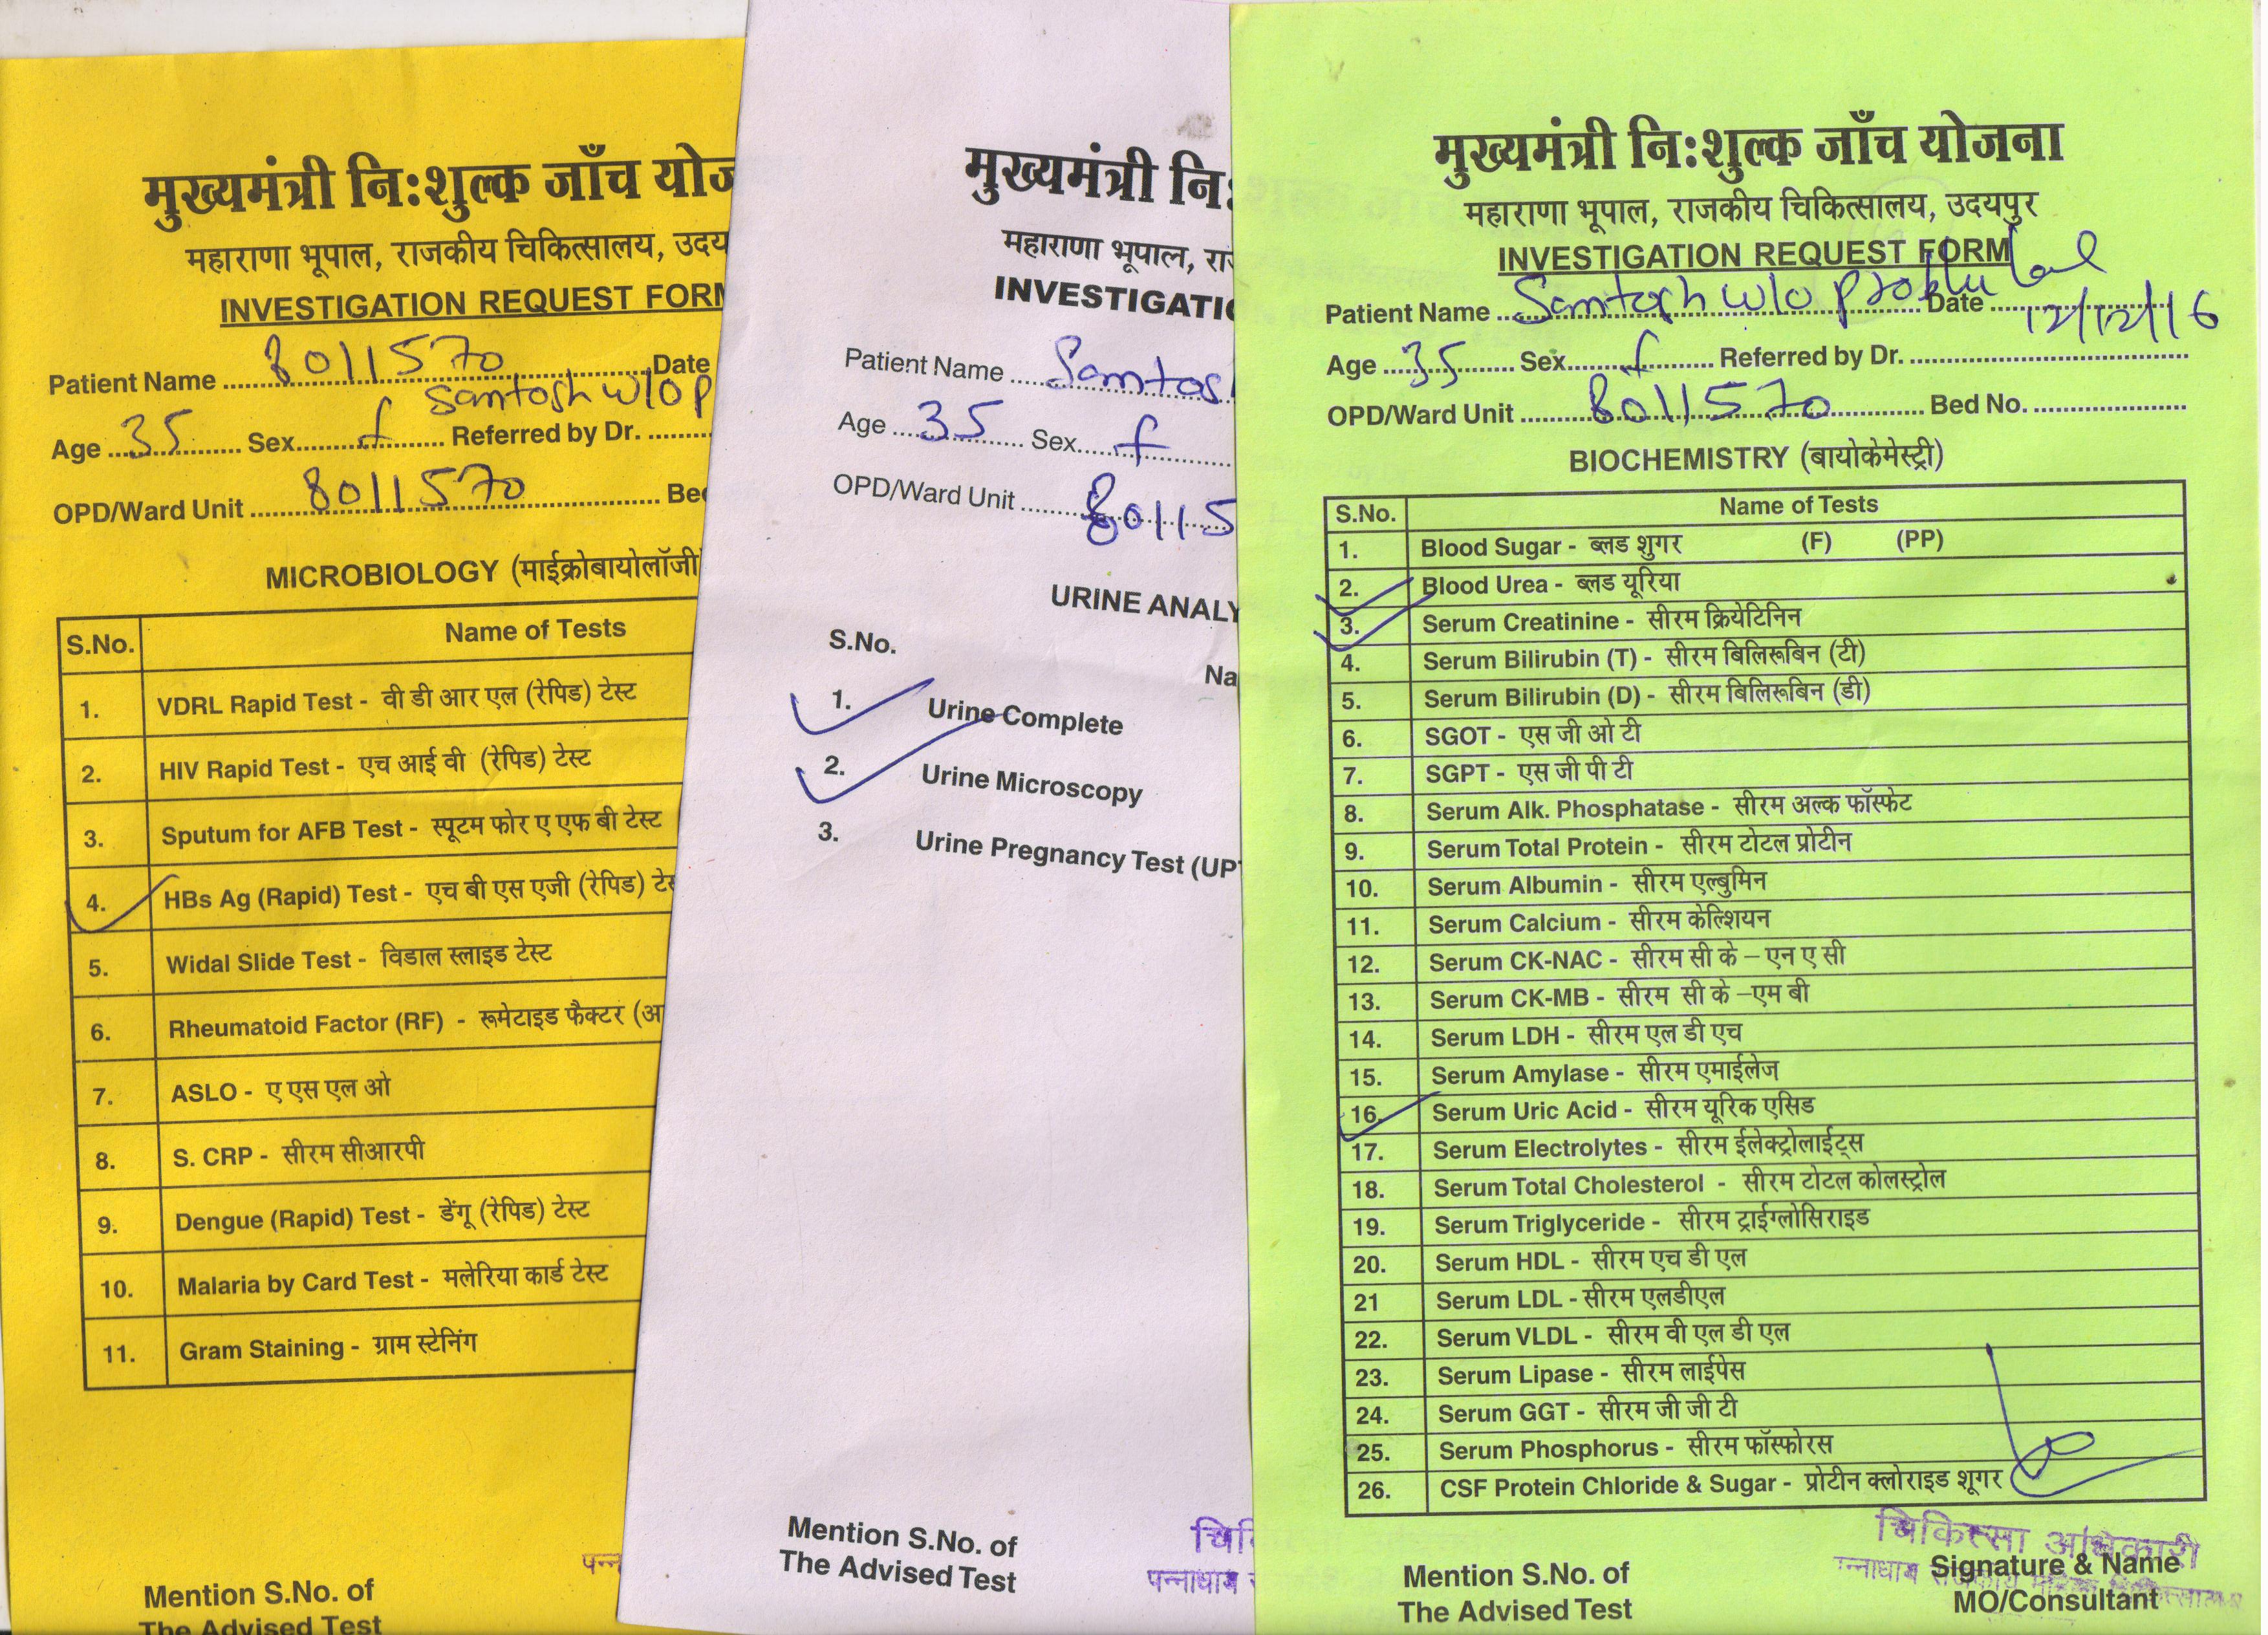 मुख्यमंत्री नि:शुल्क जाँच योज
महाराणा भूपाल, राजकीय चिकित्सालय, उदय
INVESTIGATION REQUEST FORM
Patient Name 8011570 Date
Santosh w/o P
Age 35 Sex f Referred by Dr.
OPD/Ward Unit 8011570 Be
MICROBIOLOGY (माईक्रोबायोलॉजी
S.No. Name of Tests
1. VDRL Rapid Test - वी डी आर एल (रेपिड) टेस्ट
2. HIV Rapid Test - एच आई वी (रेपिड) टेस्ट
3. Sputum for AFB Test - स्पूटम फोर ए एफ बी टेस्ट
4. HBs Ag (Rapid) Test - एच बी एस एजी (रेपिड) टेस
5. Widal Slide Test - विडाल स्लाइड टेस्ट
6. Rheumatoid Factor (RF) - रूमेटाइड फैक्टर (आ
7. ASLO - ए एस एल ओ
8. S. CRP - सीरम सीआरपी
9. Dengue (Rapid) Test - डेंगू (रेपिड) टेस्ट
10. Malaria by Card Test - मलेरिया कार्ड टेस्ट
11. Gram Staining - ग्राम स्टेनिंग
पन्न
Mention S.No. of
The Advised Test
मुख्यमंत्री नि:
महाराणा भूपाल, रा
INVESTIGATIO
Patient Name Santos
Age 35 Sex f
OPD/Ward Unit 80115
URINE ANALY
S.No. Na
1. Urine Complete
2. Urine Microscopy
3. Urine Pregnancy Test (UPT
Mention S.No. of
The Advised Test
चिि
पन्नाधाय
मुख्यमंत्री नि:शुल्क जाँच योजना
महाराणा भूपाल, राजकीय चिकित्सालय, उदयपुर
INVESTIGATION REQUEST FORM
Patient Name Santosh w/o Date 12/12/16
Age 35 Sex f Referred by Dr.
OPD/Ward Unit 8011570 Bed No.
BIOCHEMISTRY (बायोकेमेस्ट्री)
S.No. Name of Tests
1. Blood Sugar - ब्लड शुगर (F) (PP)
2. Blood Urea - ब्लड यूरिया
3. Serum Creatinine - सीरम क्रियेटिनिन
4. Serum Bilirubin (T) - सीरम बिलिरूबिन (टी)
5. Serum Bilirubin (D) - सीरम बिलिरूबिन (डी)
6. SGOT - एस जी ओ टी
7. SGPT - एस जी पी टी
8. Serum Alk. Phosphatase - सीरम अल्क फॉस्फेट
9. Serum Total Protein - सीरम टोटल प्रोटीन
10. Serum Albumin - सीरम एल्बुमिन
11. Serum Calcium - सीरम केल्शियन
12. Serum CK-NAC - सीरम सी के – एन ए सी
13. Serum CK-MB - सीरम सी के –एम बी
14. Serum LDH - सीरम एल डी एच
15. Serum Amylase - सीरम एमाईलेज
16. Serum Uric Acid - सीरम यूरिक एसिड
17. Serum Electrolytes - सीरम ईलेक्ट्रोलाईट्स
18. Serum Total Cholesterol - सीरम टोटल कोलस्ट्रोल
19. Serum Triglyceride - सीरम ट्राईग्लोसिराइड
20. Serum HDL - सीरम एच डी एल
21 Serum LDL - सीरम एलडीएल
22. Serum VLDL - सीरम वी एल डी एल
23. Serum Lipase - सीरम लाईपेस
24. Serum GGT - सीरम जी जी टी
25. Serum Phosphorus - सीरम फॉस्फोरस
26. CSF Protein Chloride & Sugar - प्रोटीन क्लोराइड शूगर
चिकित्सा अधिकारी
Mention S.No. of Signature & Name
The Advised Test MO/Consultant